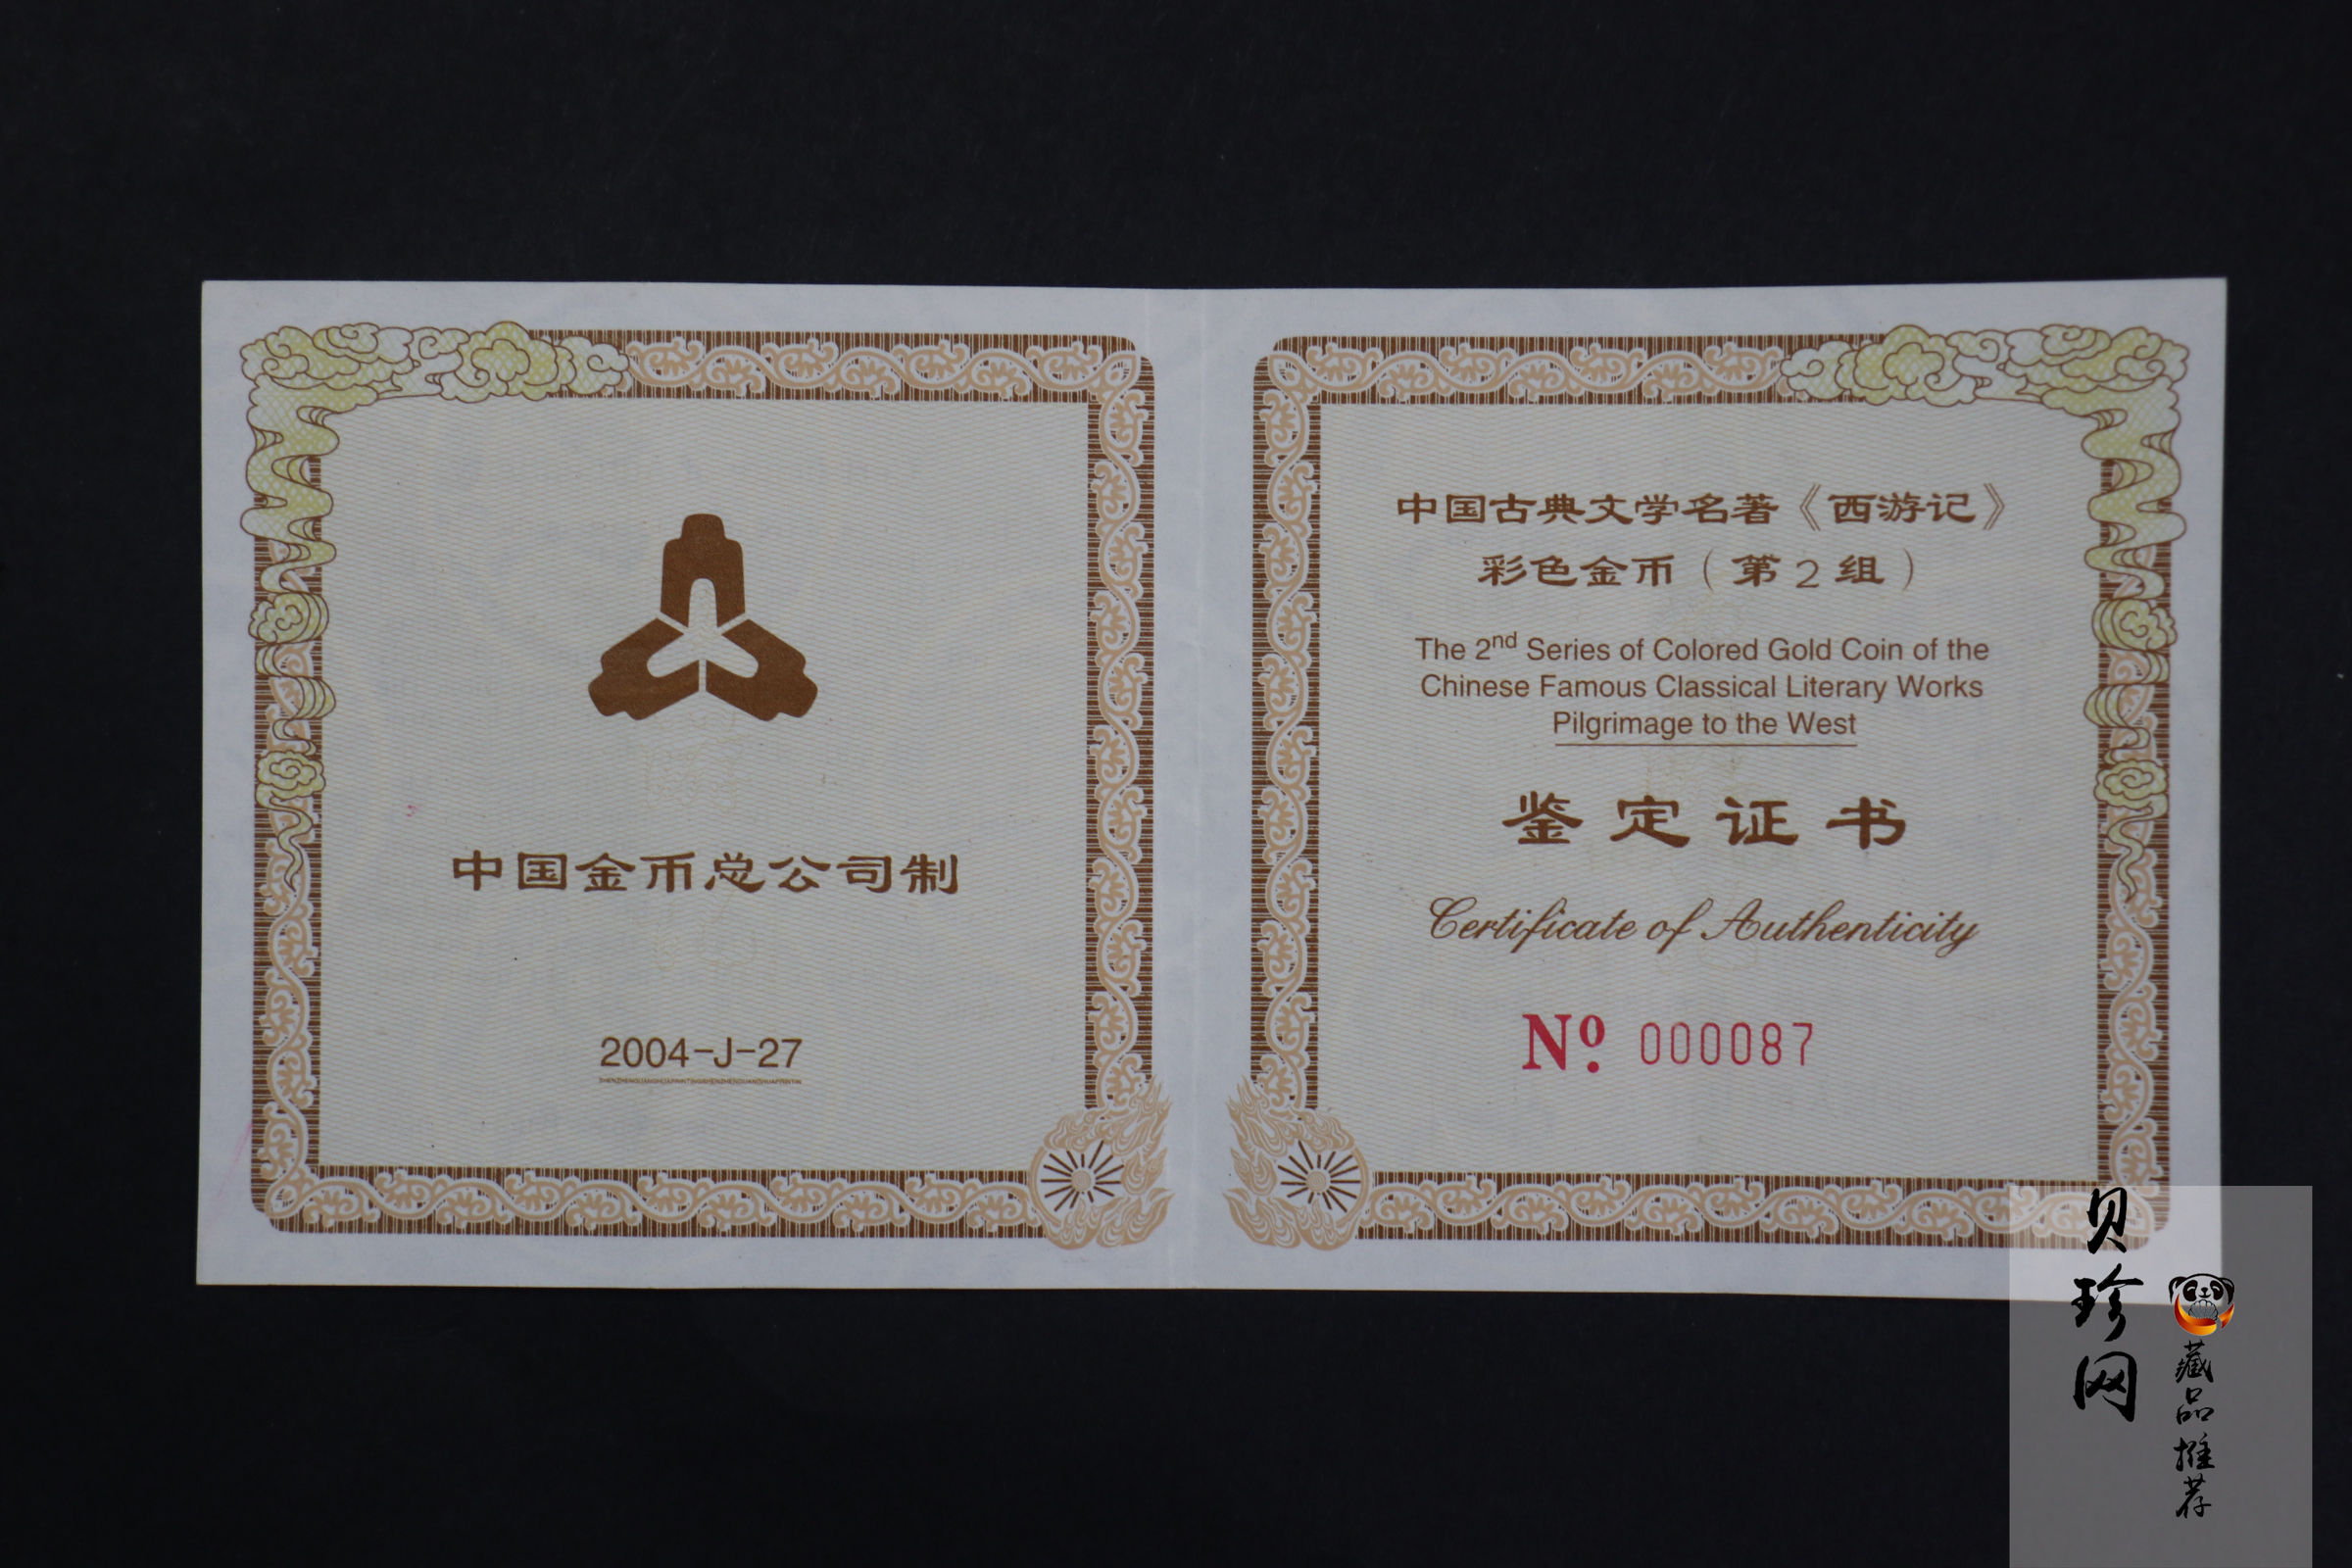 中国金币总公司制
2004-J-27
中国古典文学名著《西游记》
彩色金币（第2组）
The 2nd Series of Colored Gold Coin of the
Chinese Famous Classical Literary Works
Pilgrimage to the West
鉴定证书
Certificate of Authenticity
Nº 000087
贝珍网
藏品推荐